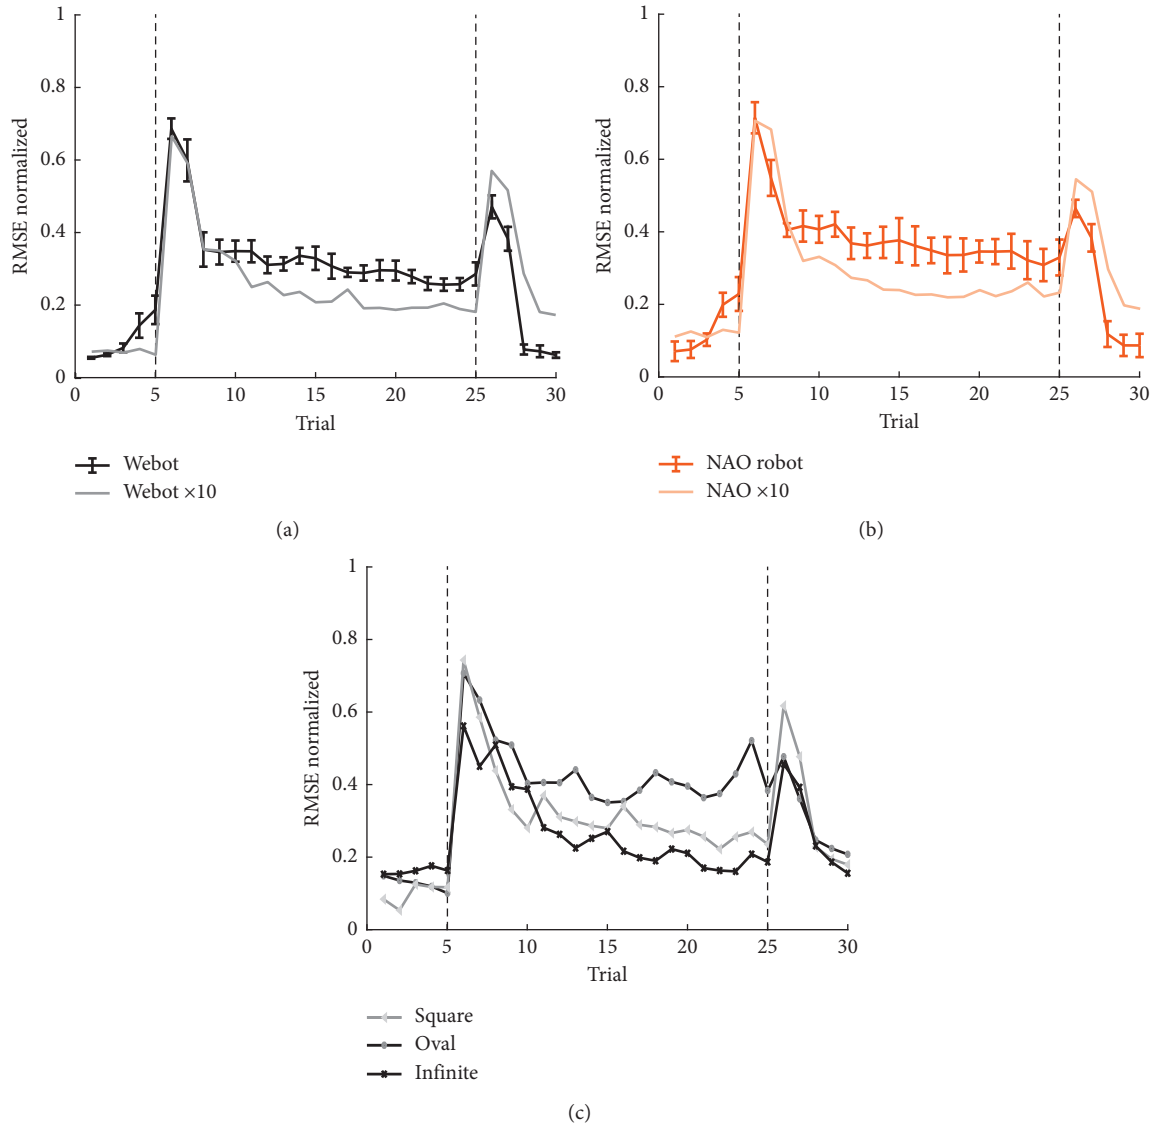 1
0.8
0.6
0.4
0.2
0
RMSE normalized
0 5 10 15 20 25 30
Trial
Webot
Webot ×10
(a)
1
0.8
0.6
0.4
0.2
0
RMSE normalized
0 5 10 15 20 25 30
Trial
NAO robot
NAO ×10
(b)
1
0.8
0.6
0.4
0.2
0
RMSE normalized
0 5 10 15 20 25 30
Trial
Square
Oval
Infinite
(c)